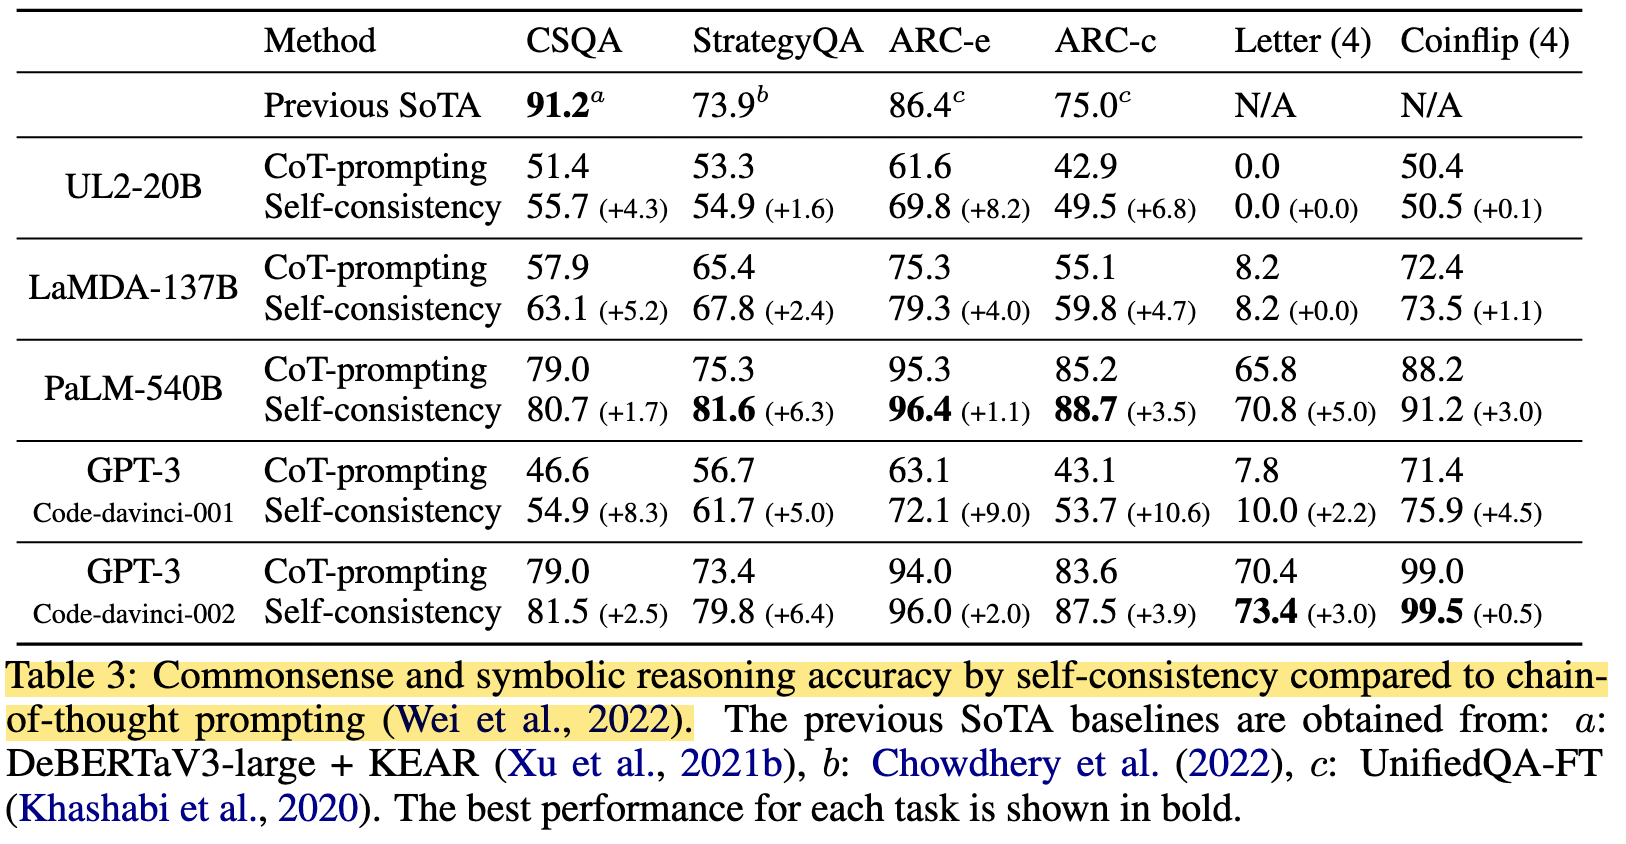 Method CSQA StrategyQA ARC-e ARC-c Letter (4) Coinflip (4)
Previous SoTA 91.2a 73.9b 86.4c 75.0c N/A N/A
UL2-20B CoT-prompting 51.4 53.3 61.6 42.9 0.0 50.4
Self-consistency 55.7 (+4.3) 54.9 (+1.6) 69.8 (+8.2) 49.5 (+6.8) 0.0 (+0.0) 50.5 (+0.1)
LaMDA-137B CoT-prompting 57.9 65.4 75.3 55.1 8.2 72.4
Self-consistency 63.1 (+5.2) 67.8 (+2.4) 79.3 (+4.0) 59.8 (+4.7) 8.2 (+0.0) 73.5 (+1.1)
PaLM-540B CoT-prompting 79.0 75.3 95.3 85.2 65.8 88.2
Self-consistency 80.7 (+1.7) 81.6 (+6.3) 96.4 (+1.1) 88.7 (+3.5) 70.8 (+5.0) 91.2 (+3.0)
GPT-3 CoT-prompting 46.6 56.7 63.1 43.1 7.8 71.4
Code-davinci-001 Self-consistency 54.9 (+8.3) 61.7 (+5.0) 72.1 (+9.0) 53.7 (+10.6) 10.0 (+2.2) 75.9 (+4.5)
GPT-3 CoT-prompting 79.0 73.4 94.0 83.6 70.4 99.0
Code-davinci-002 Self-consistency 81.5 (+2.5) 79.8 (+6.4) 96.0 (+2.0) 87.5 (+3.9) 73.4 (+3.0) 99.5 (+0.5)
Table 3: Commonsense and symbolic reasoning accuracy by self-consistency compared to chain-
of-thought prompting (Wei et al., 2022). The previous SoTA baselines are obtained from: a:
DeBERTaV3-large + KEAR (Xu et al., 2021b), b: Chowdhery et al. (2022), c: UnifiedQA-FT
(Khashabi et al., 2020). The best performance for each task is shown in bold.